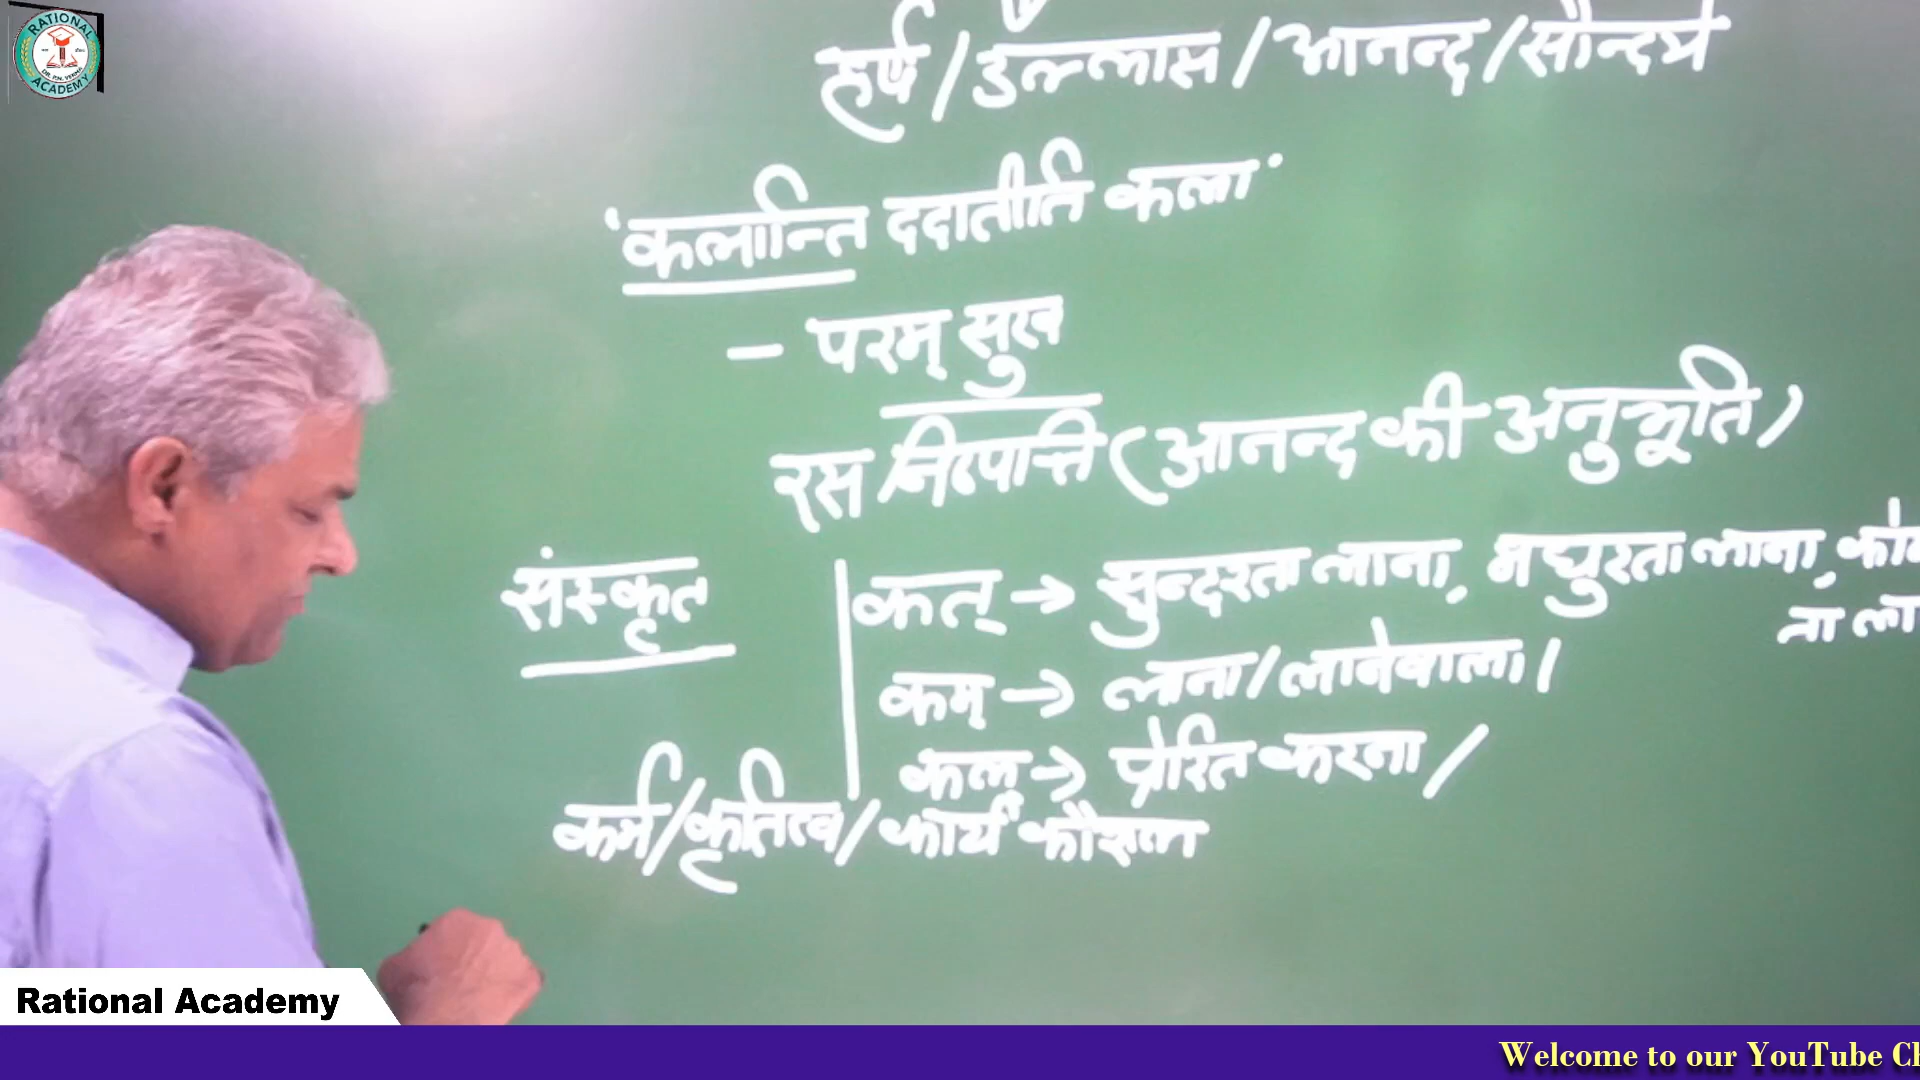 RATIONAL ACADEMY
हर्ष / उल्लास / आनन्द / सौन्दर्य
'कलान्ति ददातीति कला'
– परम् सुख
रस निष्पत्ति (आनन्द की अनुभूति)
संस्कृत
कत् → सुन्दरता लाना, मधुरता लाना,
कम् → लाना / लानेवाला।
कल् → प्रेरित करना /
कर्म / कृतित्व / कार्य कौशल
Rational Academy
Welcome to our YouTube Ch